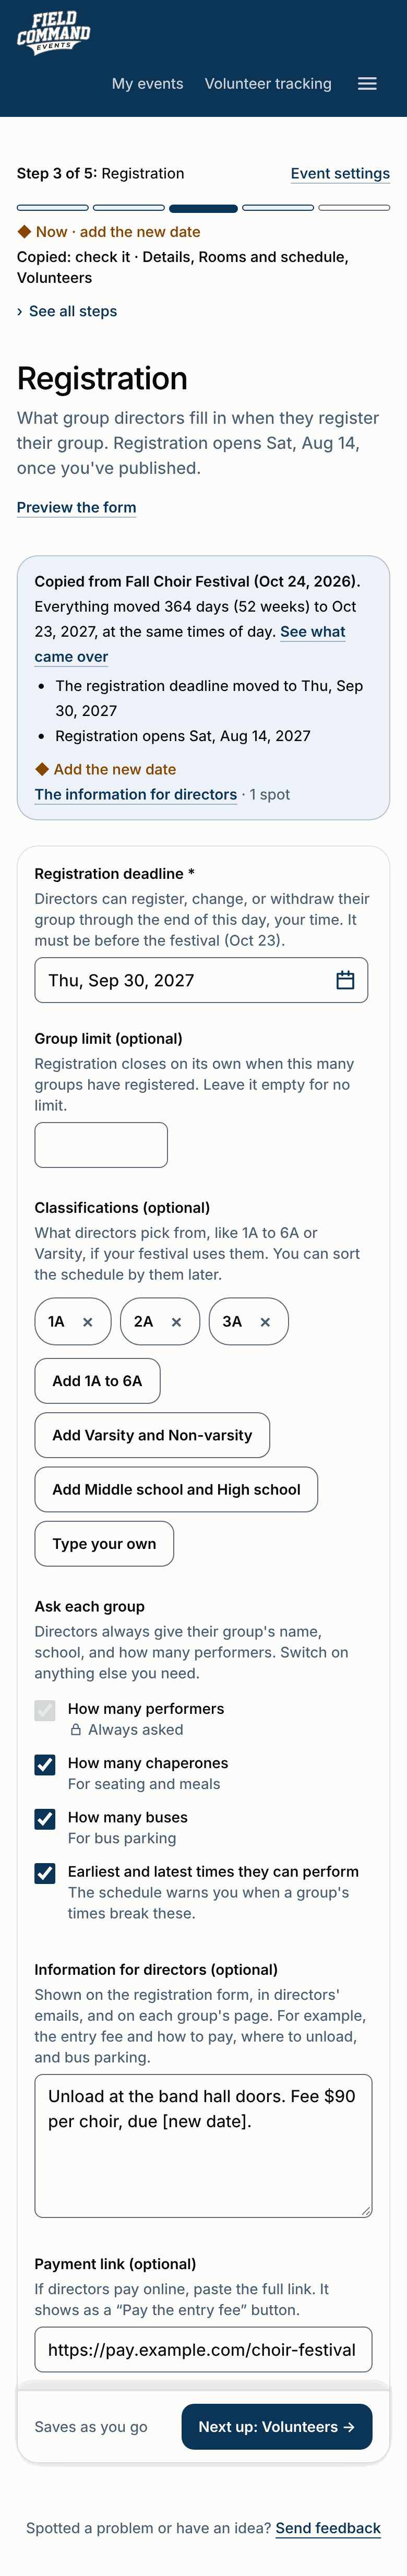 FIELD
COMMAND
EVENTS
My events
Volunteer tracking
Step 3 of 5: Registration
Event settings
◆ Now · add the new date
Copied: check it · Details, Rooms and schedule,
Volunteers
› See all steps
Registration
What group directors fill in when they register
their group. Registration opens Sat, Aug 14,
once you've published.
Preview the form
Copied from Fall Choir Festival (Oct 24, 2026).
Everything moved 364 days (52 weeks) to Oct
23, 2027, at the same times of day. See what
came over
• The registration deadline moved to Thu, Sep
30, 2027
• Registration opens Sat, Aug 14, 2027
◆ Add the new date
The information for directors · 1 spot
Registration deadline *
Directors can register, change, or withdraw their
group through the end of this day, your time. It
must be before the festival (Oct 23).
Thu, Sep 30, 2027
Group limit (optional)
Registration closes on its own when this many
groups have registered. Leave it empty for no
limit.
Classifications (optional)
What directors pick from, like 1A to 6A or
Varsity, if your festival uses them. You can sort
the schedule by them later.
1A × 2A × 3A ×
Add 1A to 6A
Add Varsity and Non-varsity
Add Middle school and High school
Type your own
Ask each group
Directors always give their group's name,
school, and how many performers. Switch on
anything else you need.
How many performers
Always asked
How many chaperones
For seating and meals
How many buses
For bus parking
Earliest and latest times they can perform
The schedule warns you when a group's
times break these.
Information for directors (optional)
Shown on the registration form, in directors'
emails, and on each group's page. For example,
the entry fee and how to pay, where to unload,
and bus parking.
Unload at the band hall doors. Fee $90
per choir, due [new date].
Payment link (optional)
If directors pay online, paste the full link. It
shows as a “Pay the entry fee” button.
https://pay.example.com/choir-festival
Saves as you go
Next up: Volunteers →
Spotted a problem or have an idea? Send feedback